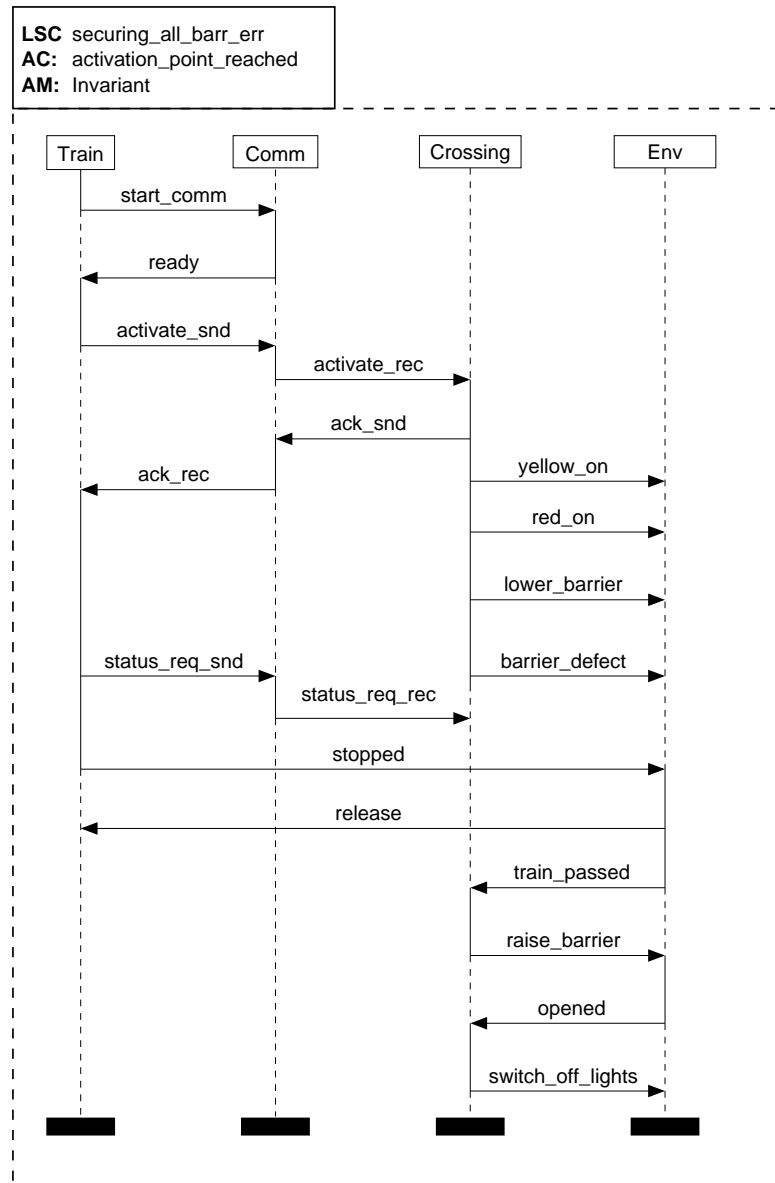 LSC securing_all_barr_err
AC: activation_point_reached
AM: Invariant
Train Comm Crossing Env
start_comm
ready
activate_snd
activate_rec
ack_snd
yellow_on
ack_rec
red_on
lower_barrier
status_req_snd barrier_defect
status_req_rec
stopped
release
train_passed
raise_barrier
opened
switch_off_lights